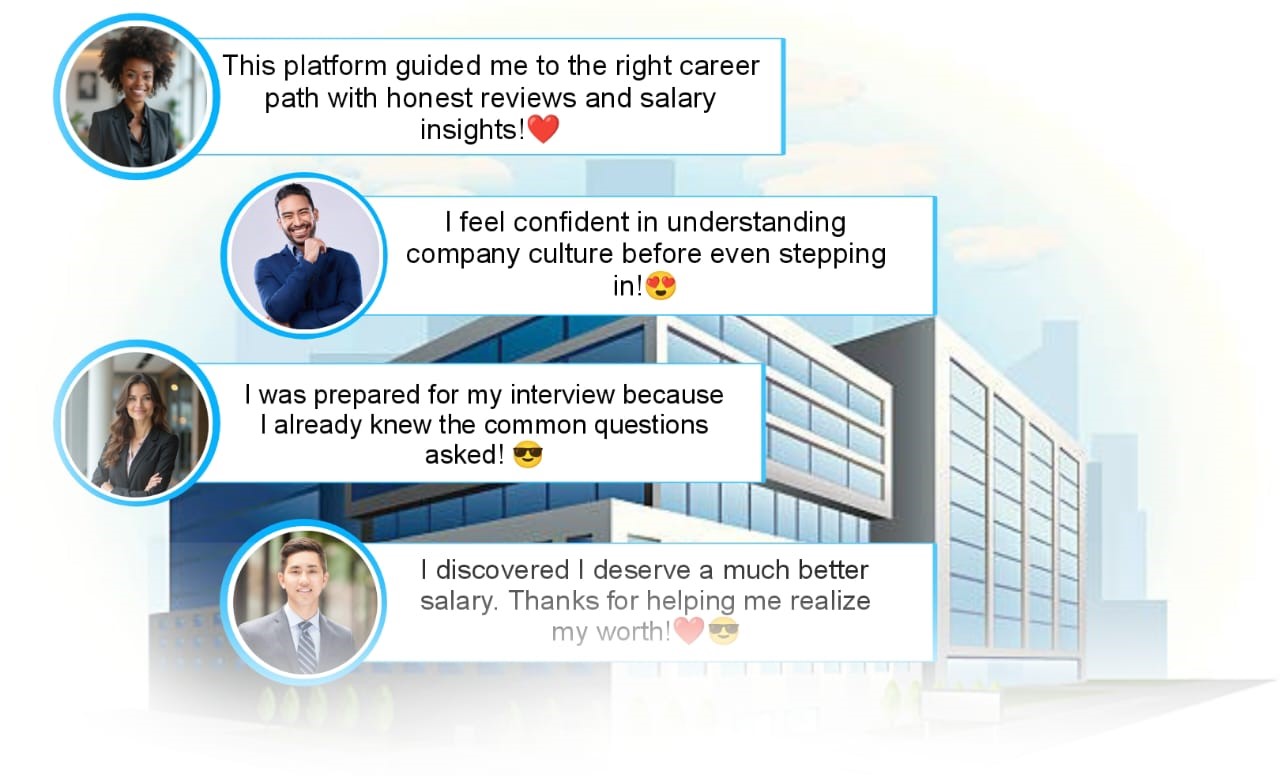 This platform guided me to the right career
path with honest reviews and salary
insights!❤️
I feel confident in understanding
company culture before even stepping
in!😍
I was prepared for my interview because
I already knew the common questions
asked! 😎
I discovered I deserve a much better
salary. Thanks for helping me realize
my worth!❤️😎